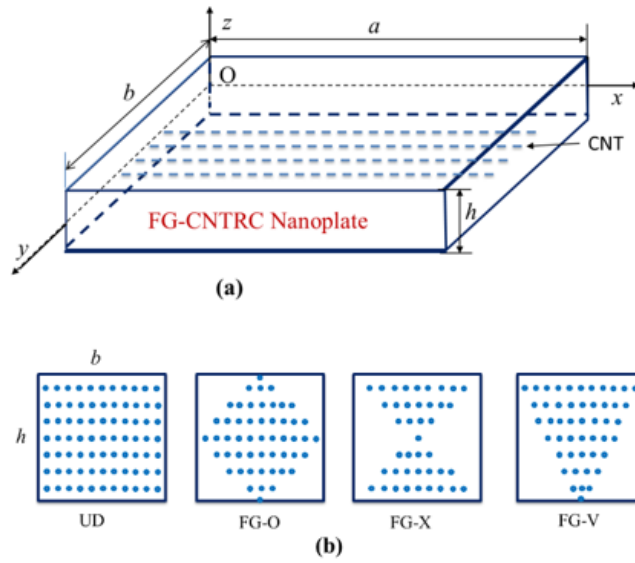 z
a
b
O
x
CNT
FG-CNTRC Nanoplate
h
y
(a)
b
h
UD
FG-O
FG-X
FG-V
(b)